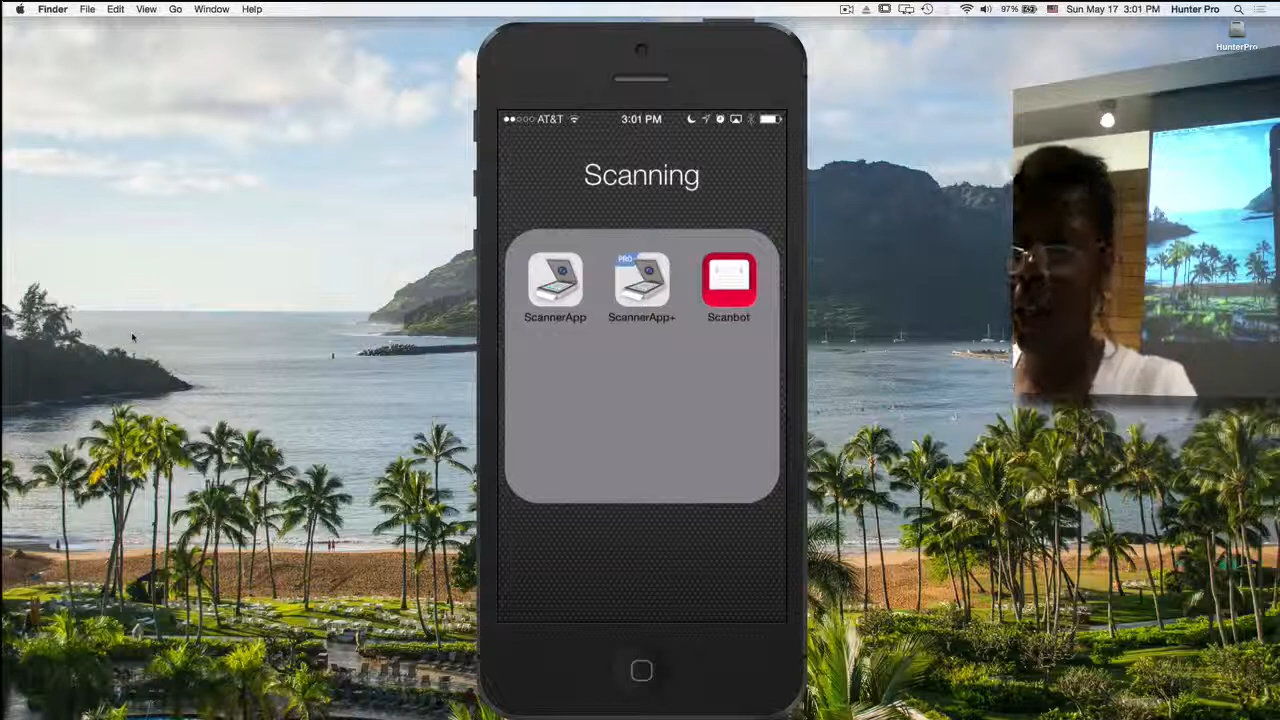 Finder File Edit View Go Window Help 97% Sun May 17 3:01 PM Hunter Pro
HunterPro
AT&T 3:01 PM
Scanning
PRO
ScannerApp ScannerApp+ Scanbot